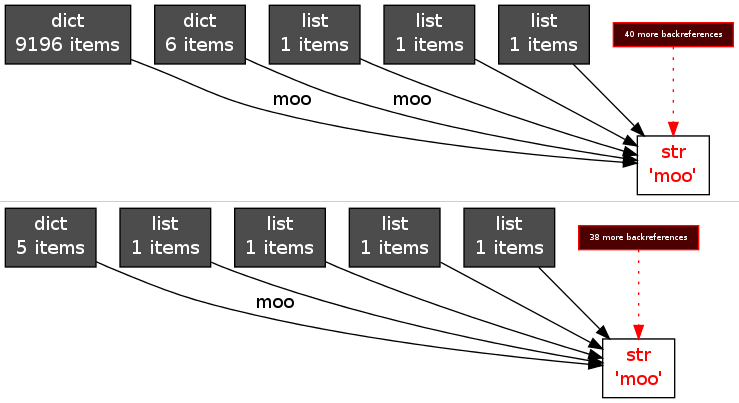 dict
9196 items
dict
6 items
list
1 items
list
1 items
list
1 items
40 more backreferences
moo
moo
str
'moo'
dict
5 items
list
1 items
list
1 items
list
1 items
list
1 items
38 more backreferences
moo
str
'moo'